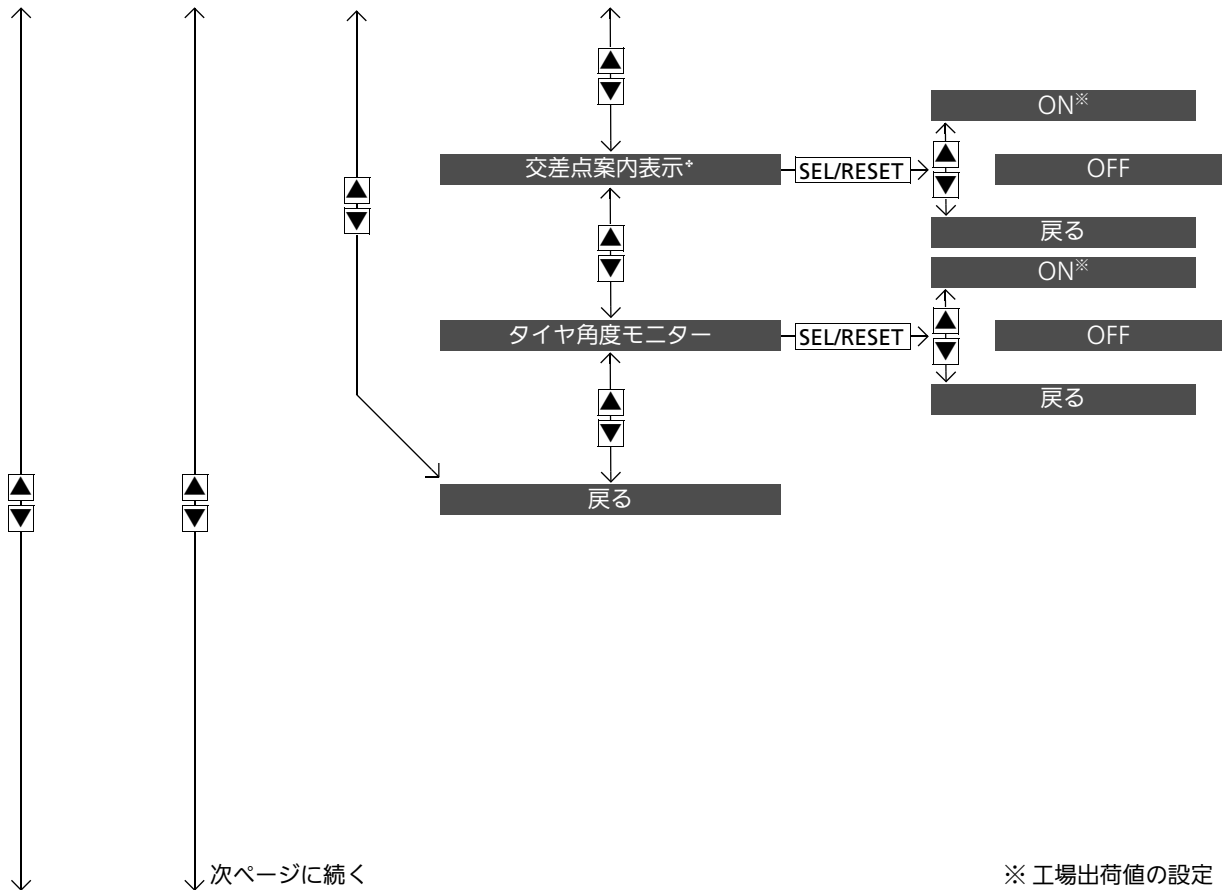 ON※
交差点案内表示✤
SEL/RESET
▲
▼
OFF
戻る
ON※
タイヤ角度モニター
SEL/RESET
OFF
戻る
戻る
次ページに続く
※ 工場出荷値の設定